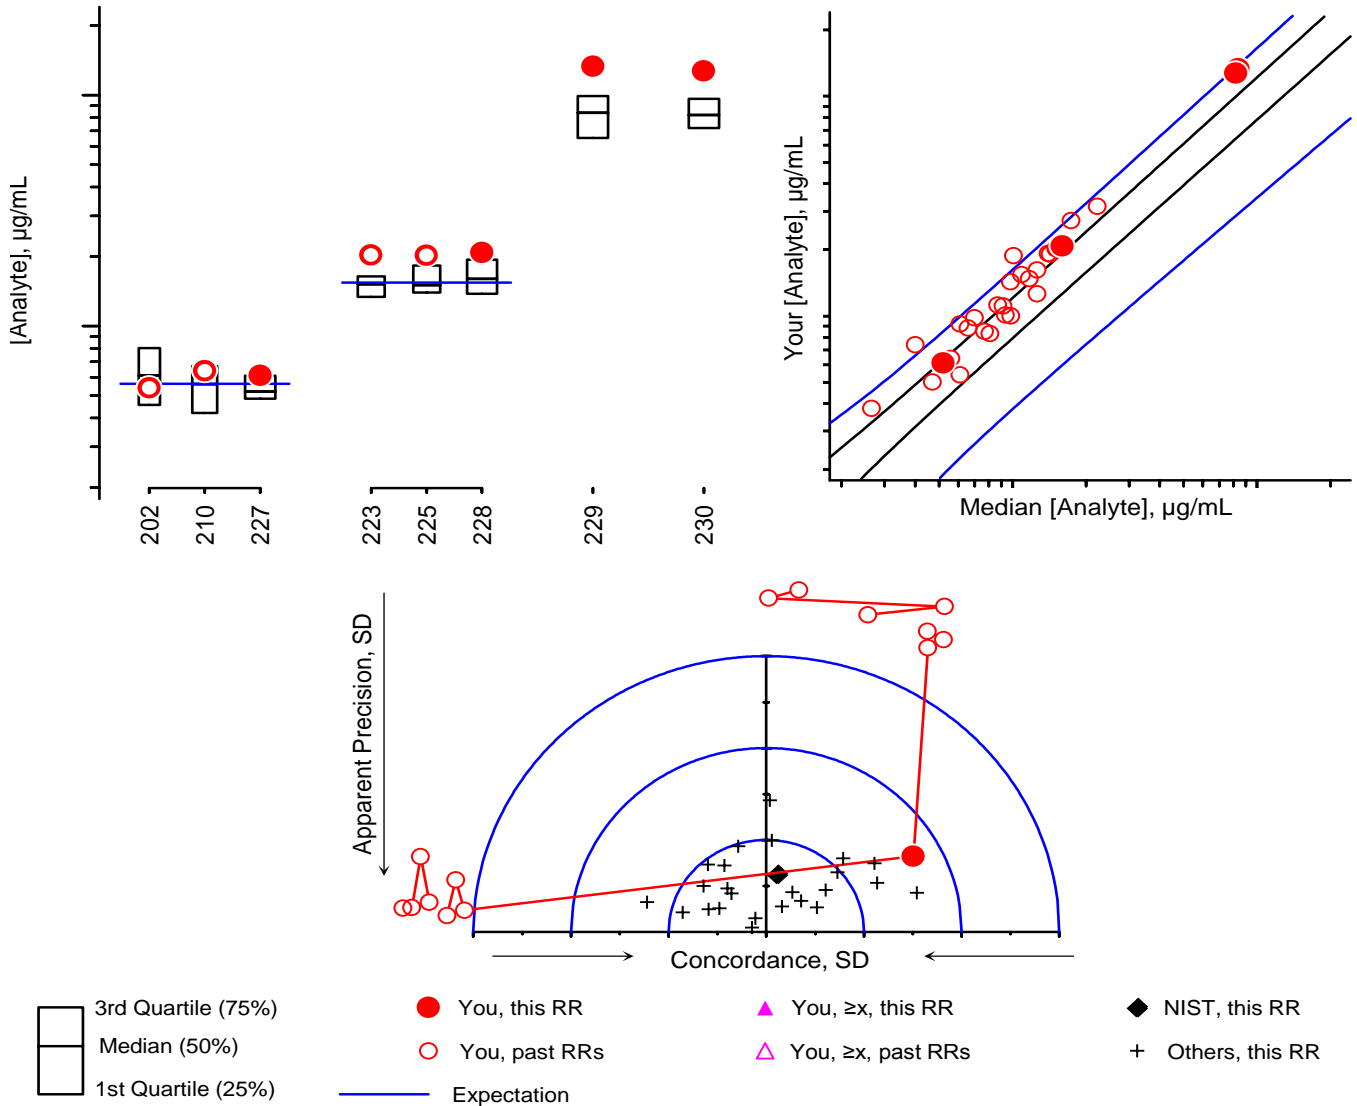 [Analyte], µg/mL
202
210
227
223
225
228
229
230
Your [Analyte], µg/mL
Median [Analyte], µg/mL
Apparent Precision, SD
Concordance, SD
3rd Quartile (75%)
Median (50%)
1st Quartile (25%)
You, this RR
You, past RRs
Expectation
You, ≥x, this RR
You, ≥x, past RRs
NIST, this RR
Others, this RR